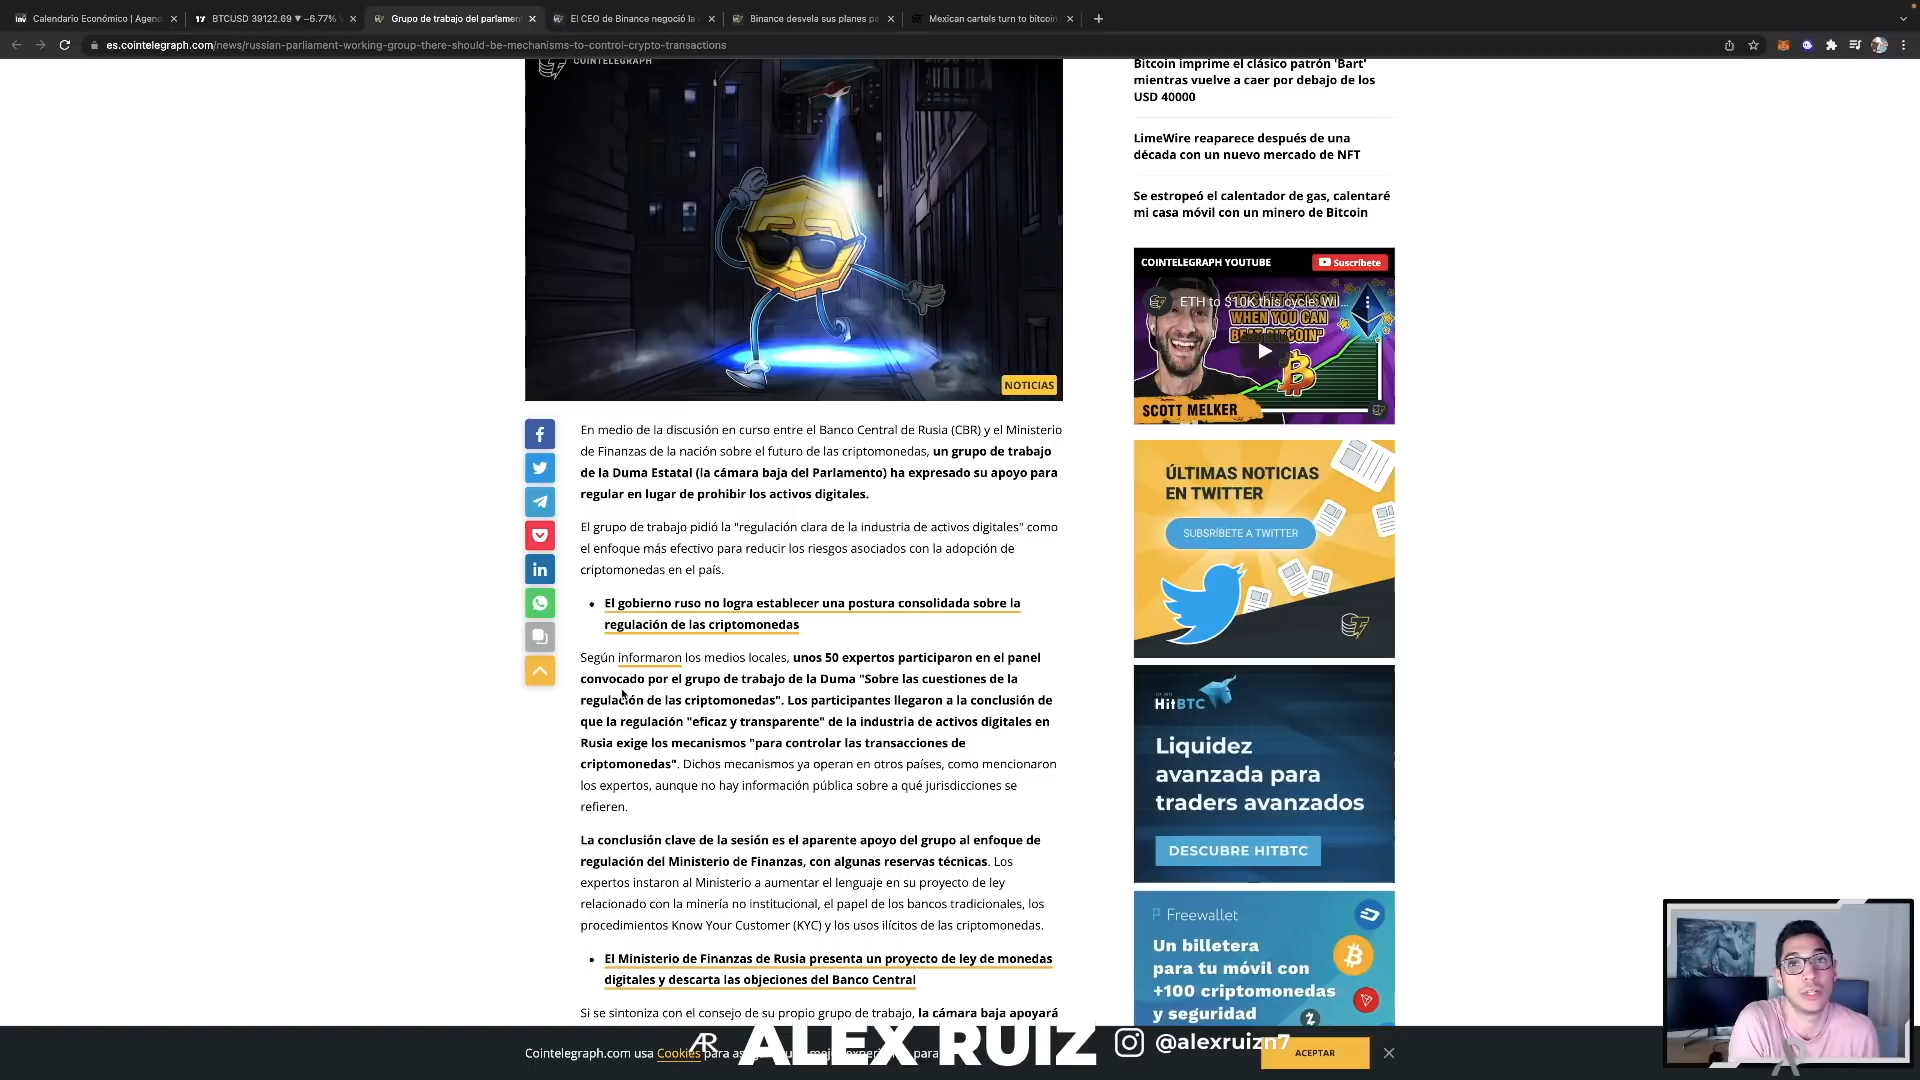 Calendario Económico | Agen
BTCUSD 39122.69 ▼ −6.77%
Grupo de trabajo del parlamen
El CEO de Binance negoció la
Binance desvela sus planes pa
Mexican cartels turn to bitcoin
es.cointelegraph.com/news/russian-parliament-working-group-there-should-be-mechanisms-to-control-crypto-transactions
COINTELEGRAPH
NOTICIAS
En medio de la discusión en curso entre el Banco Central de Rusia (CBR) y el Ministerio
de Finanzas de la nación sobre el futuro de las criptomonedas, un grupo de trabajo
de la Duma Estatal (la cámara baja del Parlamento) ha expresado su apoyo para
regular en lugar de prohibir los activos digitales.
El grupo de trabajo pidió la "regulación clara de la industria de activos digitales" como
el enfoque más efectivo para reducir los riesgos asociados con la adopción de
criptomonedas en el país.
• El gobierno ruso no logra establecer una postura consolidada sobre la
regulación de las criptomonedas
Según informaron los medios locales, unos 50 expertos participaron en el panel
convocado por el grupo de trabajo de la Duma "Sobre las cuestiones de la
regulación de las criptomonedas". Los participantes llegaron a la conclusión de
que la regulación "eficaz y transparente" de la industria de activos digitales en
Rusia exige los mecanismos "para controlar las transacciones de
criptomonedas". Dichos mecanismos ya operan en otros países, como mencionaron
los expertos, aunque no hay información pública sobre a qué jurisdicciones se
refieren.
La conclusión clave de la sesión es el aparente apoyo del grupo al enfoque de
regulación del Ministerio de Finanzas, con algunas reservas técnicas. Los
expertos instaron al Ministerio a aumentar el lenguaje en su proyecto de ley
relacionado con la minería no institucional, el papel de los bancos tradicionales, los
procedimientos Know Your Customer (KYC) y los usos ilícitos de las criptomonedas.
• El Ministerio de Finanzas de Rusia presenta un proyecto de ley de monedas
digitales y descarta las objeciones del Banco Central
Si se sintoniza con el consejo de su propio grupo de trabajo, la cámara baja apoyará
Bitcoin imprime el clásico patrón 'Bart'
mientras vuelve a caer por debajo de los
USD 40000
LimeWire reaparece después de una
década con un nuevo mercado de NFT
Se estropeó el calentador de gas, calentaré
mi casa móvil con un minero de Bitcoin
COINTELEGRAPH YOUTUBE
Suscríbete
ETH to $10K this cycle: Wil...
WHEN YOU CAN
BEAT BITCOIN"
SCOTT MELKER
ÚLTIMAS NOTICIAS
EN TWITTER
SUBSRÍBETE A TWITTER
HitBTC
Liquidez
avanzada para
traders avanzados
DESCUBRE HITBTC
Freewallet
Un billetera
para tu móvil con
+100 criptomonedas
y seguridad
Cointelegraph.com usa Cookies para
ACEPTAR
AR ALEX RUIZ @alexruizn7